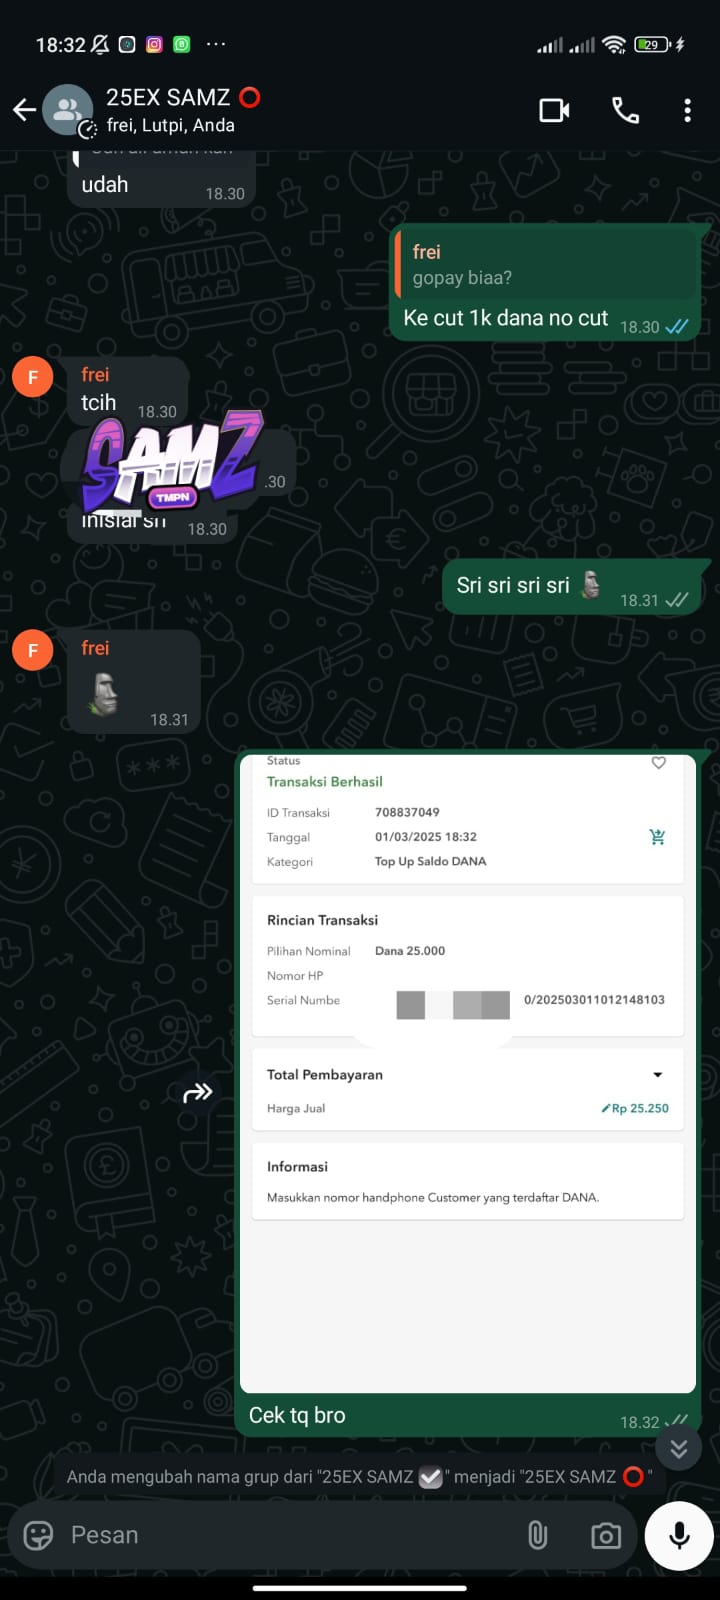 18:32
29
25EX SAMZ ⭕
frei, Lutpi, Anda
udah
18.30
frei
gopay biaa?
Ke cut 1k dana no cut
18.30
F
frei
tcih
18.30
SAMZ
TMPN
.30
18.30
Sri sri sri sri 🗿
18.31
F
frei
🗿
18.31
Status
Transaksi Berhasil
ID Transaksi 708837049
Tanggal 01/03/2025 18:32
Kategori Top Up Saldo DANA
Rincian Transaksi
Pilihan Nominal Dana 25.000
Nomor HP
Serial Numbe 0/202503011012148103
Total Pembayaran
Harga Jual Rp 25.250
Informasi
Masukkan nomor handphone Customer yang terdaftar DANA.
Cek tq bro
18.32
Anda mengubah nama grup dari "25EX SAMZ ✅" menjadi "25EX SAMZ ⭕"
Pesan